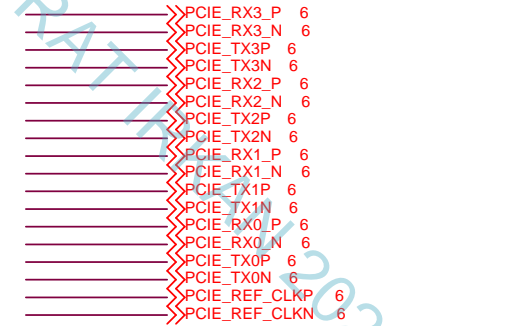 PCIE_RX3_P 6
PCIE_RX3_N 6
PCIE_TX3P 6
PCIE_TX3N 6
PCIE_RX2_P 6
PCIE_RX2_N 6
PCIE_TX2P 6
PCIE_TX2N 6
PCIE_RX1_P 6
PCIE_RX1_N 6
PCIE_TX1P 6
PCIE_TX1N 6
PCIE_RX0_P 6
PCIE_RX0_N 6
PCIE_TX0P 6
PCIE_TX0N 6
PCIE_REF_CLKP 6
PCIE_REF_CLKN 6